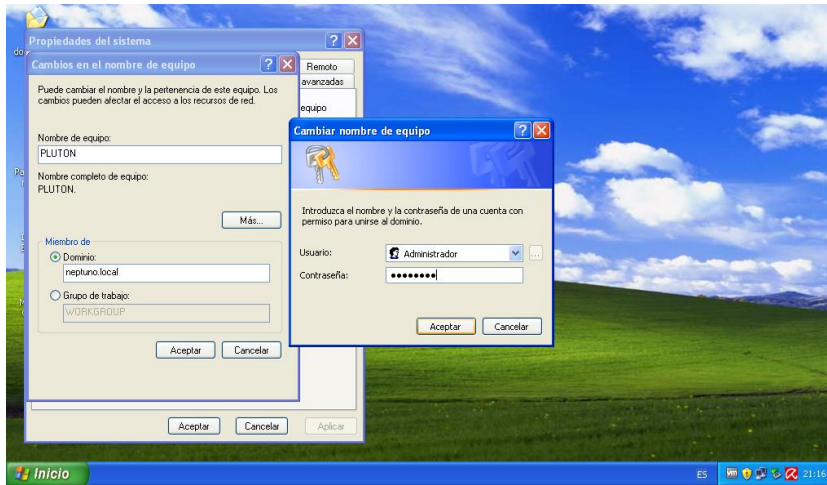 Propiedades del sistema
Cambios en el nombre de equipo
Remoto
avanzadas
equipo
Puede cambiar el nombre y la pertenencia de este equipo. Los
cambios pueden afectar el acceso a los recursos de red.
Nombre de equipo:
PLUTON
Nombre completo de equipo:
PLUTON.
Más...
Miembro de
Dominio:
neptuno.local
Grupo de trabajo:
WORKGROUP
Aceptar Cancelar
Aceptar Cancelar Aplicar
Cambiar nombre de equipo
Introduzca el nombre y la contraseña de una cuenta con
permiso para unirse al dominio.
Usuario: Administrador ...
Contraseña: ●●●●●●●●
Aceptar Cancelar
Inicio
ES
vm
21:16